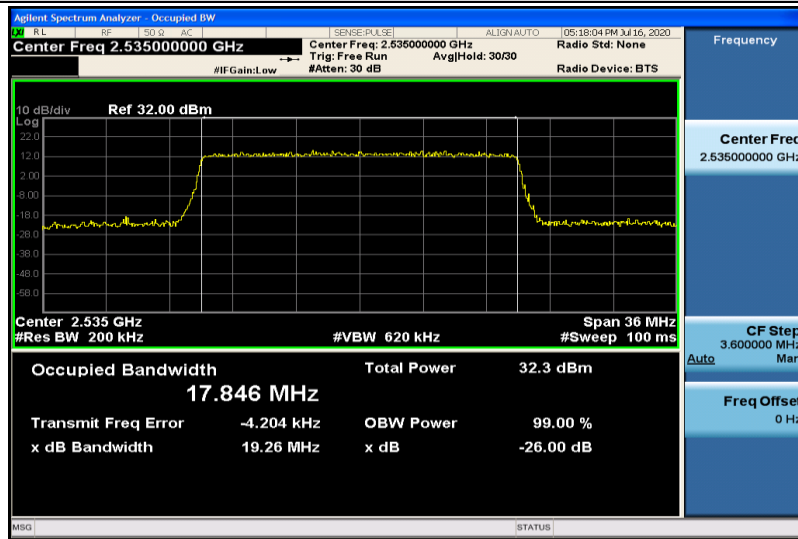 Agilent Spectrum Analyzer - Occupied BW
LXI RL RF 50 Ω AC SENSE:PULSE ALIGN AUTO 05:18:04 PM Jul 16, 2020
Center Freq 2.535000000 GHz Center Freq: 2.535000000 GHz Radio Std: None
Trig: Free Run Avg|Hold: 30/30
#IFGain:Low #Atten: 30 dB Radio Device: BTS
Frequency
10 dB/div Ref 32.00 dBm
Log
22.0
12.0
2.00
-8.00
-18.0
-28.0
-38.0
-48.0
-58.0
Center 2.535 GHz Span 36 MHz
#Res BW 200 kHz #VBW 620 kHz #Sweep 100 ms
Occupied Bandwidth Total Power 32.3 dBm
17.846 MHz
Transmit Freq Error -4.204 kHz OBW Power 99.00 %
x dB Bandwidth 19.26 MHz x dB -26.00 dB
Center Freq
2.535000000 GHz
CF Step
3.600000 MHz
Auto Man
Freq Offset
0 Hz
MSG STATUS